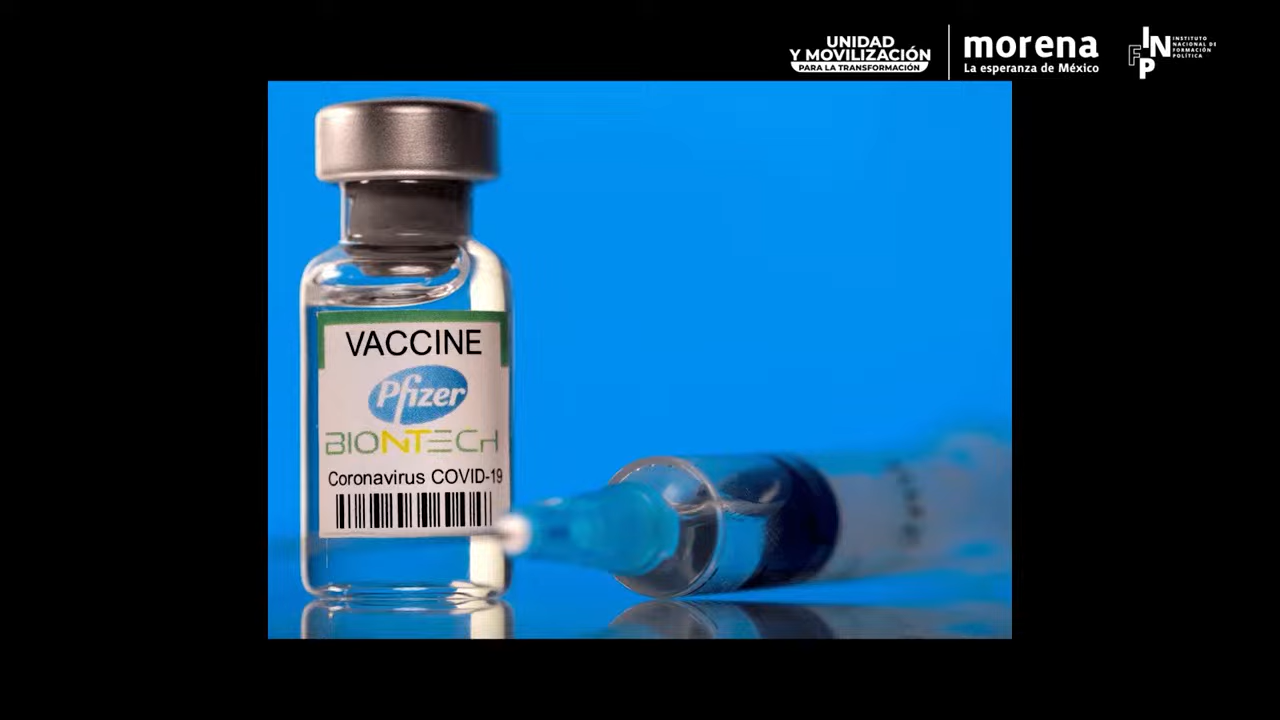 UNIDAD
Y MOVILIZACIÓN
PARA LA TRANSFORMACIÓN
morena
La esperanza de México
INFP
INSTITUTO
NACIONAL DE
FORMACIÓN
POLÍTICA
VACCINE
Pfizer
BIONTECH
Coronavirus COVID-19